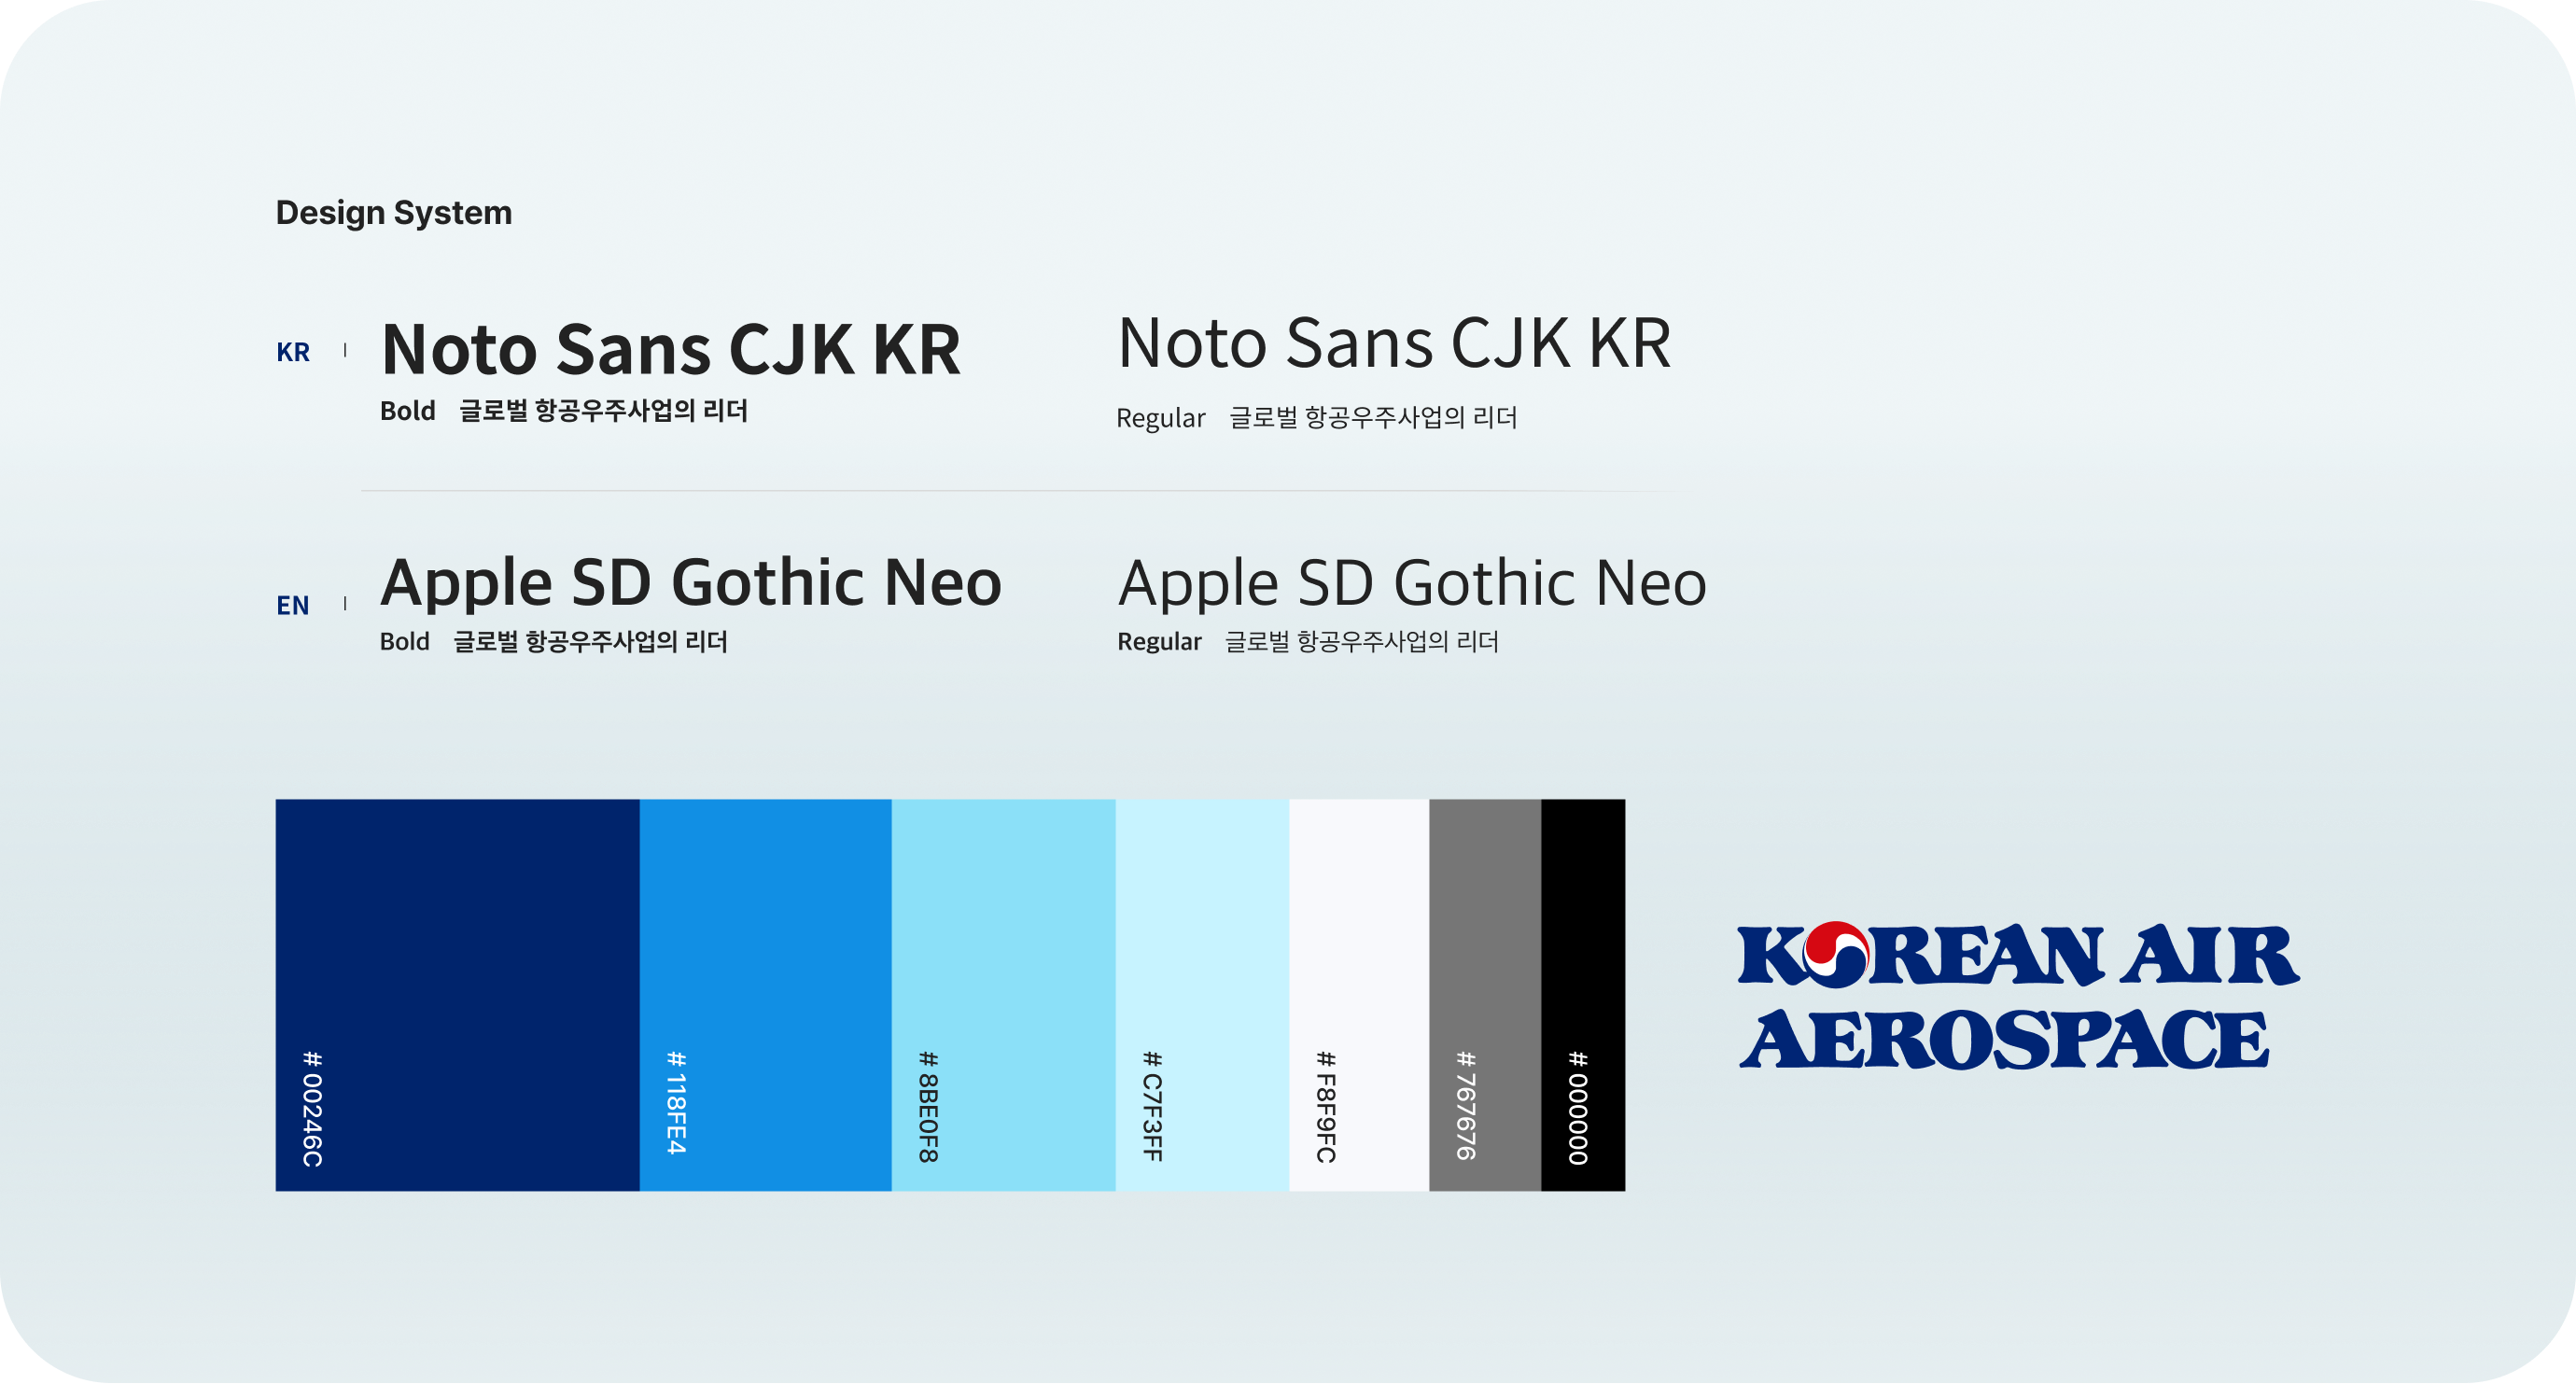 Design System
KR | Noto Sans CJK KR Noto Sans CJK KR
Bold 글로벌 항공우주사업의 리더 Regular 글로벌 항공우주사업의 리더
EN | Apple SD Gothic Neo Apple SD Gothic Neo
Bold 글로벌 항공우주사업의 리더 Regular 글로벌 항공우주사업의 리더
# 00246C
# 118FE4
# 8BE0F8
# C7F3FF
# F8F9FC
# 767676
# 000000
KOREAN AIR
AEROSPACE